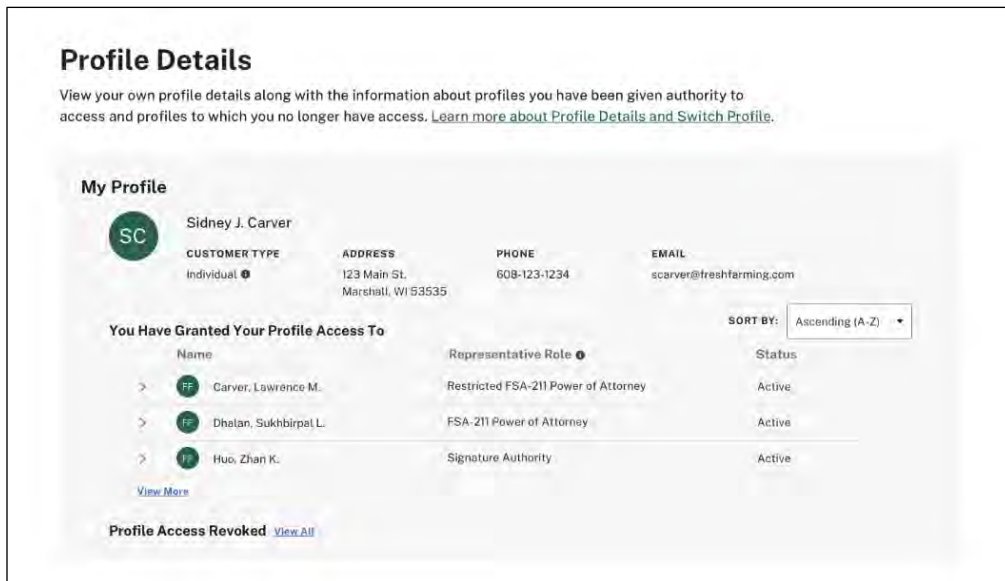 Profile Details
View your own profile details along with the information about profiles you have been given authority to
access and profiles to which you no longer have access. Learn more about Profile Details and Switch Profile.
My Profile
SC
Sidney J. Carver
CUSTOMER TYPE ADDRESS PHONE EMAIL
Individual 123 Main St. 608-123-1234 scarver@freshfarming.com
Marshall, WI 53535
SORT BY: Ascending (A-Z)
You Have Granted Your Profile Access To
Name Representative Role Status
FF Carver, Lawrence M. Restricted FSA-211 Power of Attorney Active
FF Dhalan, Sukhbirpal L. FSA-211 Power of Attorney Active
FF Huo, Zhan K. Signature Authority Active
View More
Profile Access Revoked View All